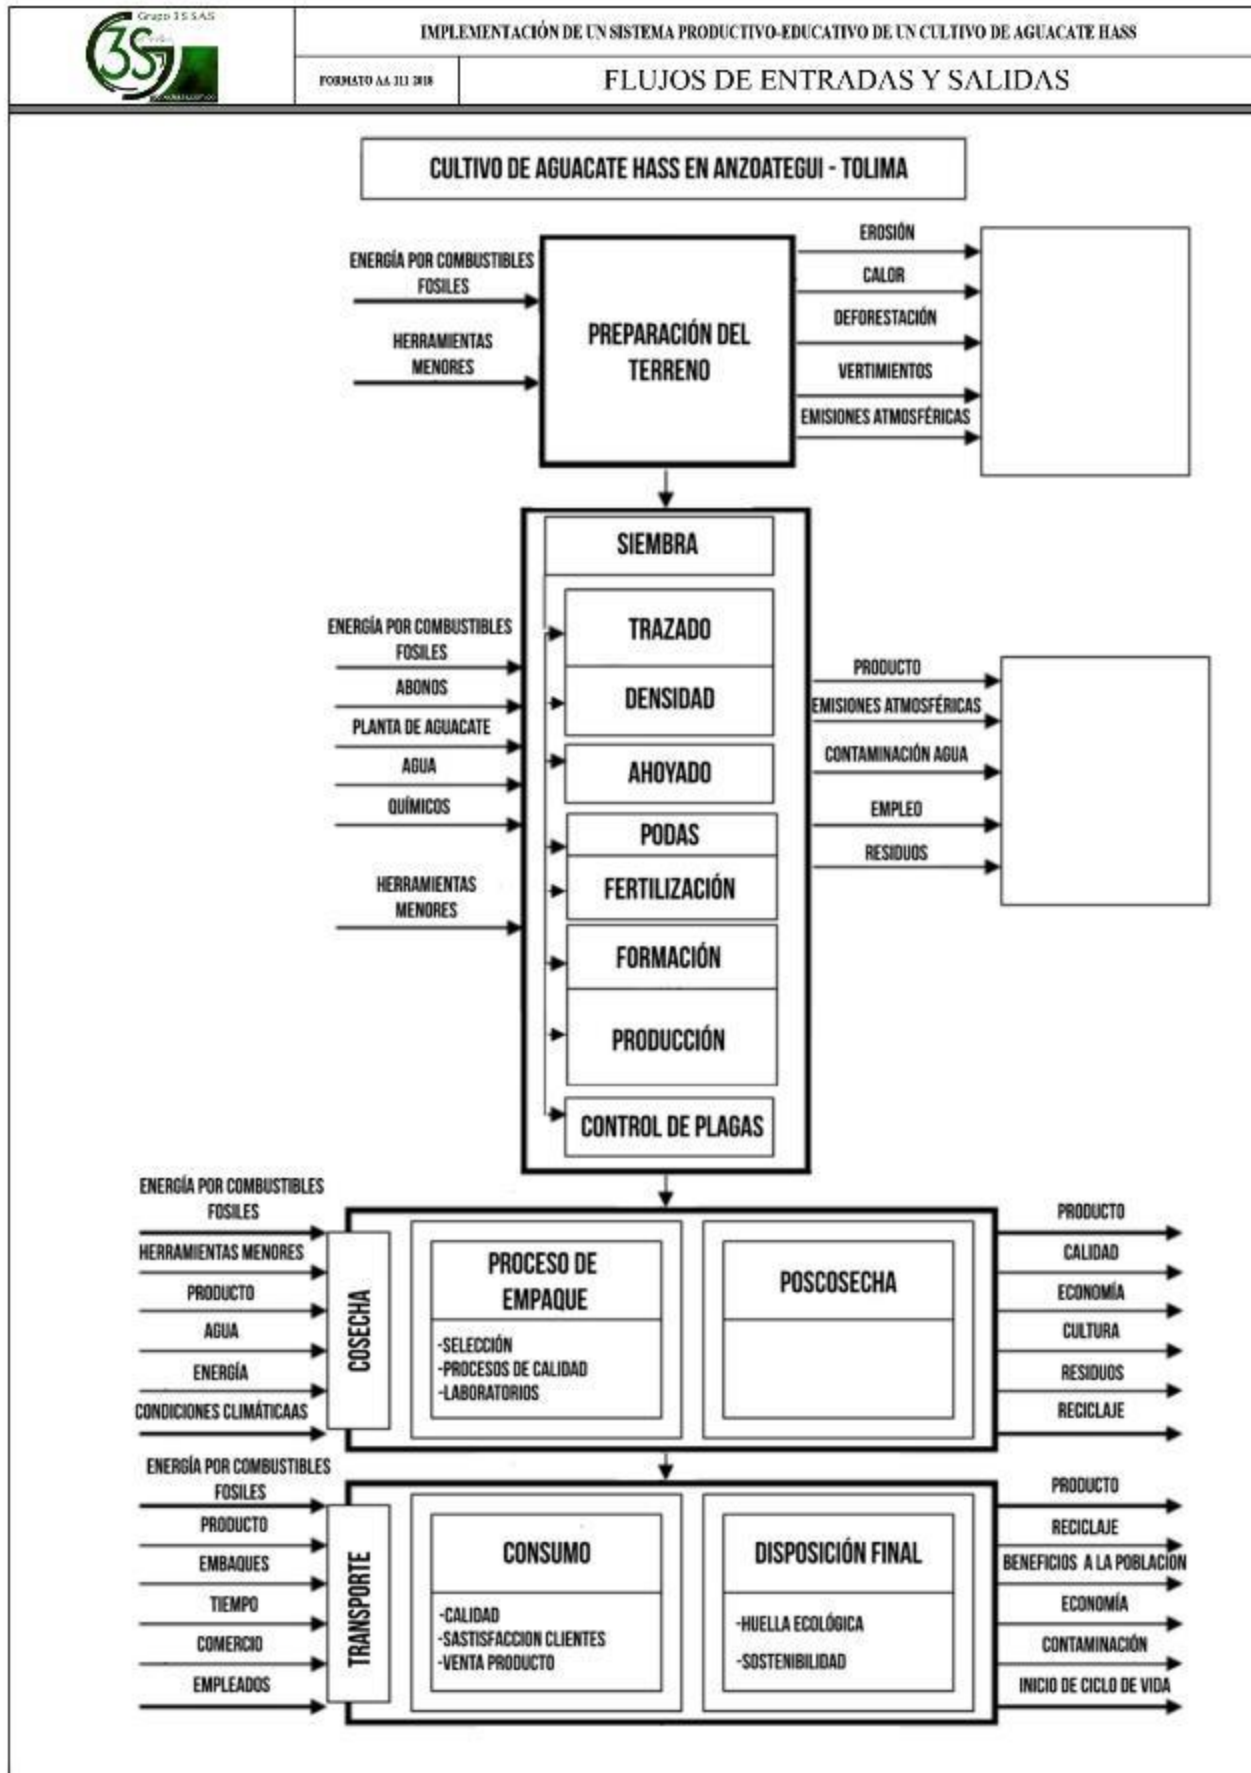 Grupo 3 S S.A.S
3S
IMPLEMENTACIÓN DE UN SISTEMA PRODUCTIVO-EDUCATIVO DE UN CULTIVO DE AGUACATE HASS
FORMATO AA 111 2018
FLUJOS DE ENTRADAS Y SALIDAS
CULTIVO DE AGUACATE HASS EN ANZOATEGUI - TOLIMA
ENERGÍA POR COMBUSTIBLES
FOSILES
HERRAMIENTAS
MENORES
PREPARACIÓN DEL
TERRENO
EROSIÓN
CALOR
DEFORESTACIÓN
VERTIMIENTOS
EMISIONES ATMOSFÉRICAS
ENERGÍA POR COMBUSTIBLES
FOSILES
ABONOS
PLANTA DE AGUACATE
AGUA
QUÍMICOS
HERRAMIENTAS
MENORES
SIEMBRA
TRAZADO
DENSIDAD
AHOYADO
PODAS
FERTILIZACIÓN
FORMACIÓN
PRODUCCIÓN
CONTROL DE PLAGAS
PRODUCTO
EMISIONES ATMOSFÉRICAS
CONTAMINACIÓN AGUA
EMPLEO
RESIDUOS
ENERGÍA POR COMBUSTIBLES
FOSILES
HERRAMIENTAS MENORES
PRODUCTO
AGUA
ENERGÍA
CONDICIONES CLIMÁTICAAS
COSECHA
PROCESO DE
EMPAQUE
-SELECCIÓN
-PROCESOS DE CALIDAD
-LABORATORIOS
POSCOSECHA
PRODUCTO
CALIDAD
ECONOMÍA
CULTURA
RESIDUOS
RECICLAJE
ENERGÍA POR COMBUSTIBLES
FOSILES
PRODUCTO
EMBAQUES
TIEMPO
COMERCIO
EMPLEADOS
TRANSPORTE
CONSUMO
-CALIDAD
-SASTISFACCION CLIENTES
-VENTA PRODUCTO
DISPOSICIÓN FINAL
-HUELLA ECOLÓGICA
-SOSTENIBILIDAD
PRODUCTO
RECICLAJE
BENEFICIOS A LA POBLACION
ECONOMÍA
CONTAMINACIÓN
INICIO DE CICLO DE VIDA